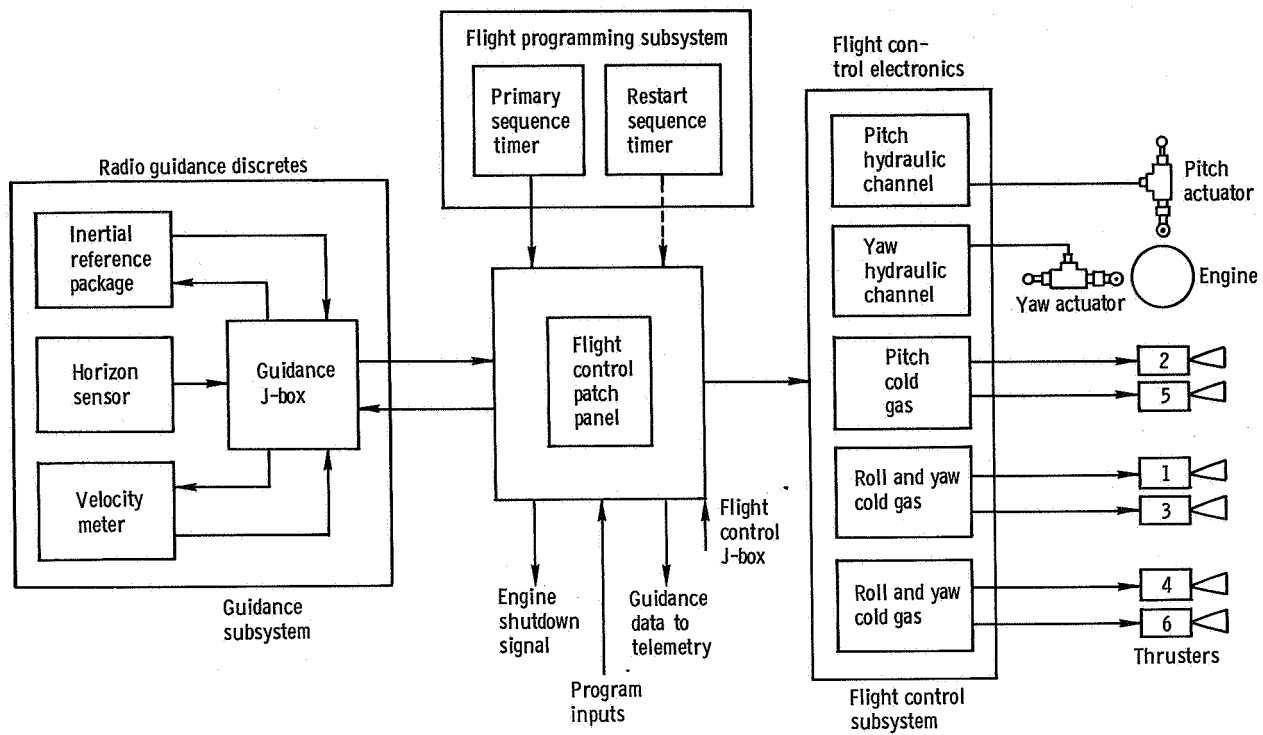 Flight programming subsystem
Primary
sequence
timer
Restart
sequence
timer
Radio guidance discretes
Inertial
reference
package
Horizon
sensor
Velocity
meter
Guidance
J-box
Guidance
subsystem
Flight
control
patch
panel
Engine
shutdown
signal
Program
inputs
Guidance
data to
telemetry
Flight
control
J-box
Flight con-
trol electronics
Pitch
hydraulic
channel
Yaw
hydraulic
channel
Pitch
cold
gas
Roll and yaw
cold gas
Roll and yaw
cold gas
Flight control
subsystem
Pitch
actuator
Engine
Yaw actuator
2
5
1
3
4
6
Thrusters